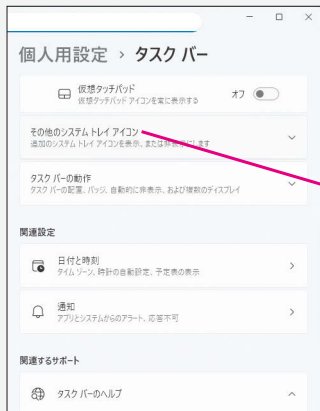 個人用設定 › タスク バー
仮想タッチパッド
仮想タッチパッド アイコンを常に表示する
オフ
その他のシステム トレイ アイコン
追加のシステム トレイ アイコンを表示、または非表示にします
タスク バーの動作
タスク バーの配置、バッジ、自動的に非表示、および複数のディスプレイ
関連設定
日付と時刻
タイム ゾーン、時計の自動設定、予定表の表示
通知
アプリとシステムからのアラート、応答不可
関連するサポート
タスク バーのヘルプ